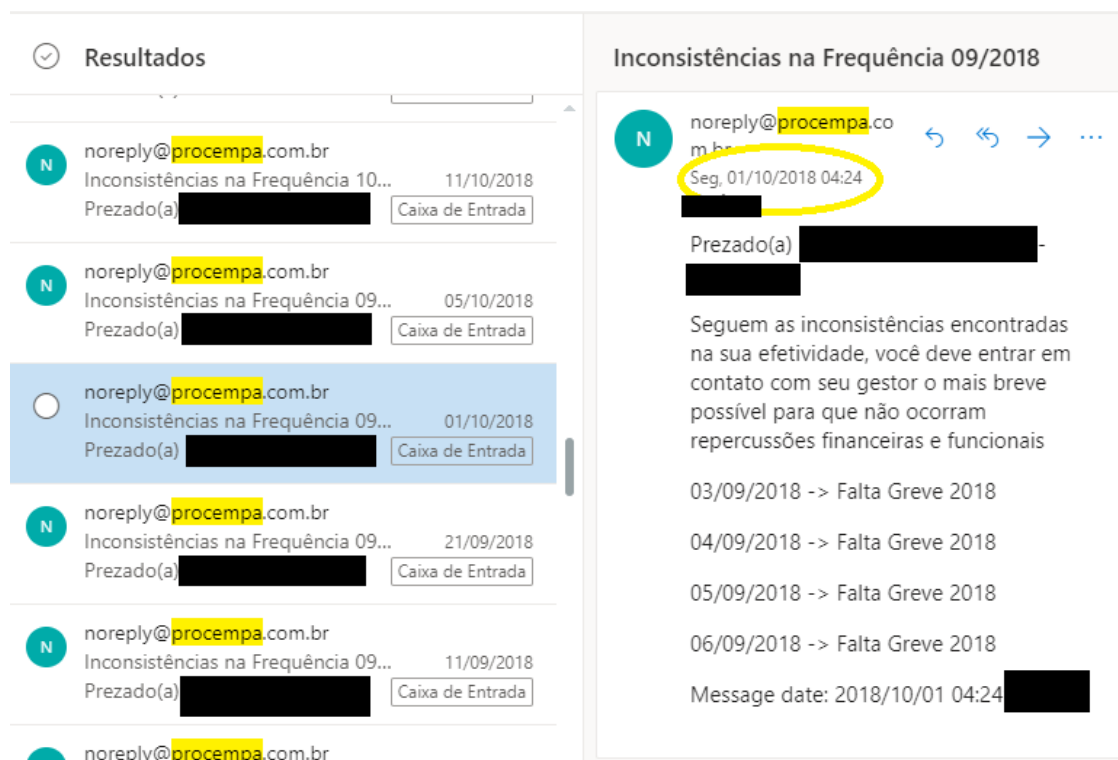 Resultados
noreply@procempa.com.br
Inconsistências na Frequência 10...
11/10/2018
Prezado(a)
Caixa de Entrada
noreply@procempa.com.br
Inconsistências na Frequência 09...
05/10/2018
Prezado(a)
Caixa de Entrada
noreply@procempa.com.br
Inconsistências na Frequência 09...
01/10/2018
Prezado(a)
Caixa de Entrada
noreply@procempa.com.br
Inconsistências na Frequência 09...
21/09/2018
Prezado(a)
Caixa de Entrada
noreply@procempa.com.br
Inconsistências na Frequência 09...
11/09/2018
Prezado(a)
Caixa de Entrada
noreply@procempa.com.br
Inconsistências na Frequência 09/2018
noreply@procempa.co
m.br
Seg, 01/10/2018 04:24
Prezado(a) -
Seguem as inconsistências encontradas
na sua efetividade, você deve entrar em
contato com seu gestor o mais breve
possível para que não ocorram
repercussões financeiras e funcionais
03/09/2018 -> Falta Greve 2018
04/09/2018 -> Falta Greve 2018
05/09/2018 -> Falta Greve 2018
06/09/2018 -> Falta Greve 2018
Message date: 2018/10/01 04:24
N
N
N
N
N